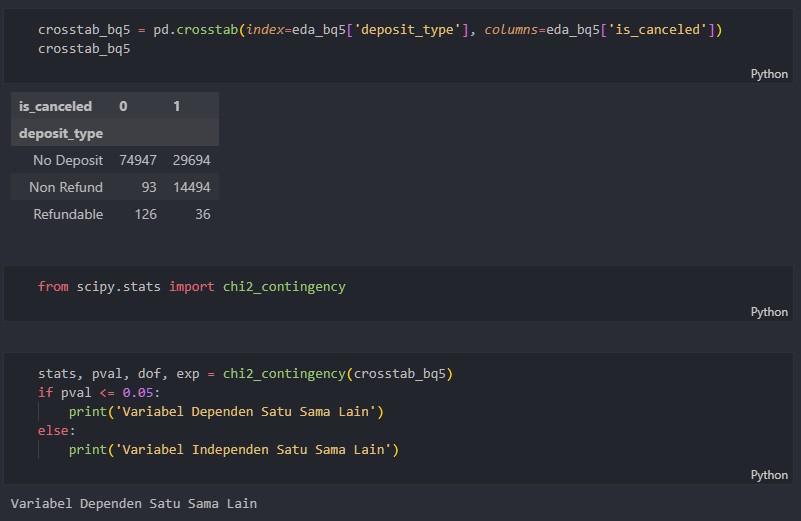 crosstab_bq5 = pd.crosstab(index=eda_bq5['deposit_type'], columns=eda_bq5['is_canceled'])
crosstab_bq5
Python
is_canceled 0 1
deposit_type
No Deposit 74947 29694
Non Refund 93 14494
Refundable 126 36
from scipy.stats import chi2_contingency
Python
stats, pval, dof, exp = chi2_contingency(crosstab_bq5)
if pval <= 0.05:
    print('Variabel Dependen Satu Sama Lain')
else:
    print('Variabel Independen Satu Sama Lain')
Python
Variabel Dependen Satu Sama Lain